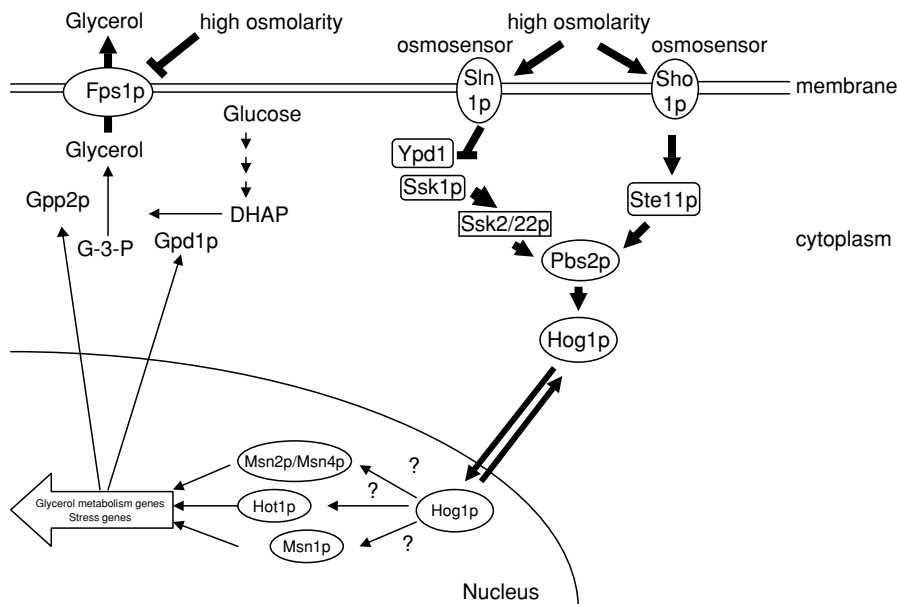 Glycerol
high osmolarity
high osmolarity
osmosensor
osmosensor
Fps1p
Sln
1p
Sho
1p
membrane
Glucose
Glycerol
Ypd1
Ssk1p
Gpp2p
DHAP
Ste11p
Ssk2/22p
G-3-P
Gpd1p
cytoplasm
Pbs2p
Hog1p
Msn2p/Msn4p
?
?
Glycerol metabolism genes
Stress genes
Hot1p
Hog1p
Msn1p
?
Nucleus